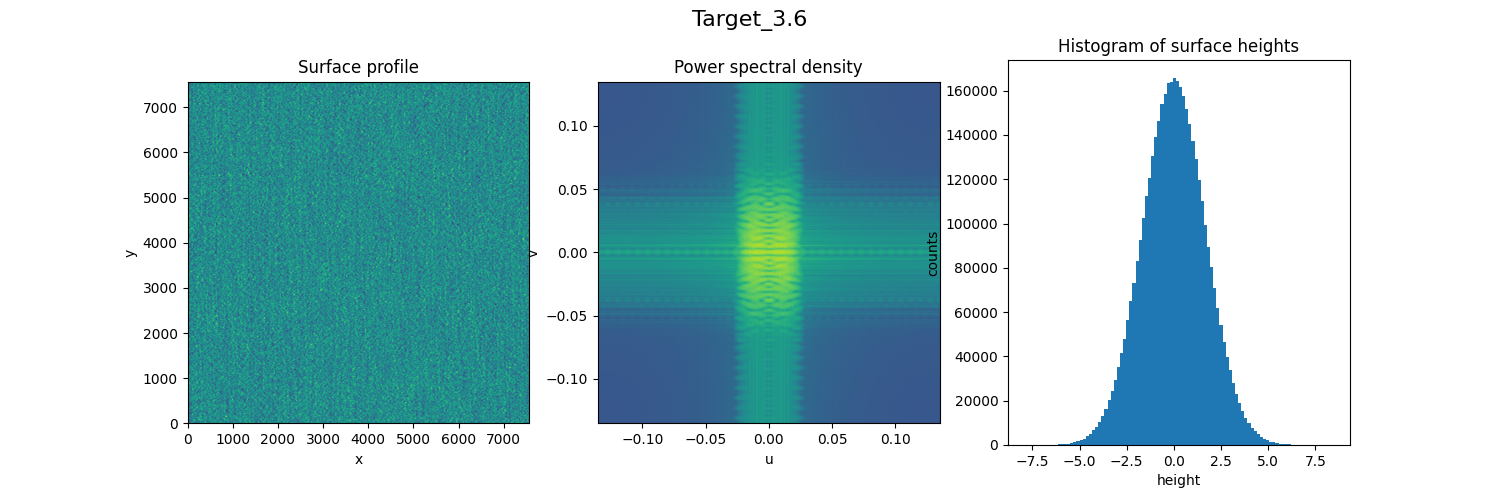 Target_3.6
Surface profile
7000
6000
5000
4000
3000
2000
1000
0
y
0 1000 2000 3000 4000 5000 6000 7000
x
Power spectral density
0.10
0.05
0.00
−0.05
−0.10
v
−0.10 −0.05 0.00 0.05 0.10
u
Histogram of surface heights
160000
140000
120000
100000
80000
60000
40000
20000
0
counts
−7.5 −5.0 −2.5 0.0 2.5 5.0 7.5
height